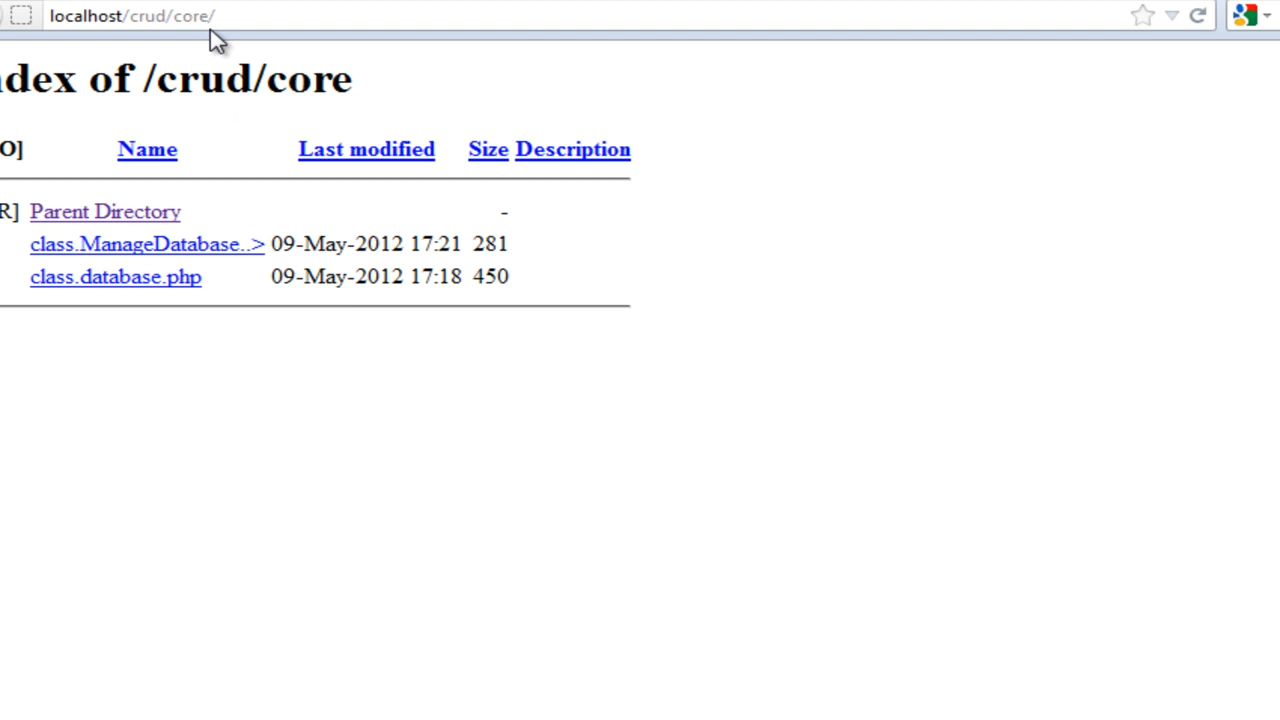 localhost/crud/core/
ndex of /crud/core
O] Name Last modified Size Description
R] Parent Directory -
class.ManageDatabase..> 09-May-2012 17:21 281
class.database.php 09-May-2012 17:18 450